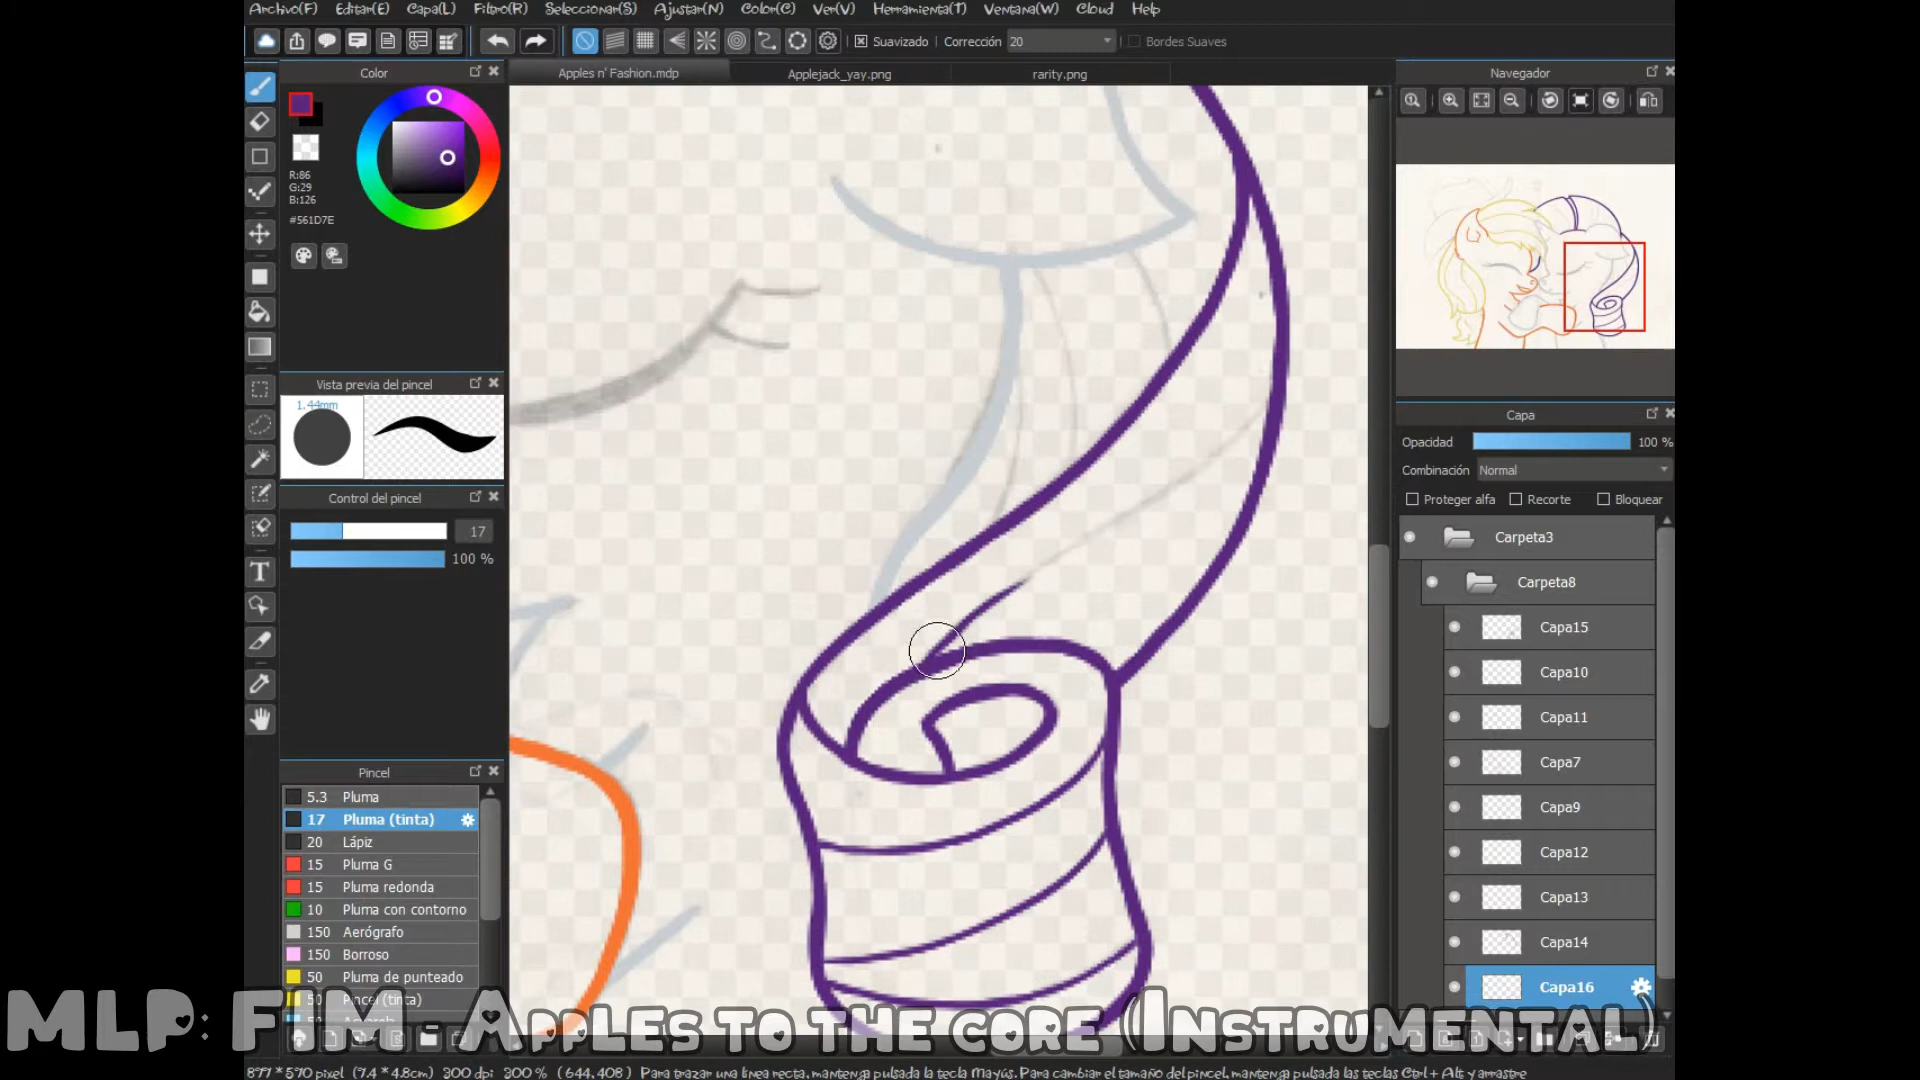 Archivo(F) Editar(E) Capa(L) Filtro(R) Seleccionar(S) Ajustar(N) Color(C) Ver(V) Herramienta(T) Ventana(W) Cloud Help
Suavizado Corrección 20 Bordes Suaves
Color Apples n' Fashion.mdp Applejack_yay.png rarity.png Navegador
R:86
G:29
B:126
#561D7E
Vista previa del pincel
1.44mm
Control del pincel
17
100 %
Capa
Opacidad 100 %
Combinación Normal
Proteger alfa Recorte Bloquear
Carpeta3
Carpeta8
Capa15
Capa10
Capa11
Capa7
Capa9
Capa12
Capa13
Capa14
Capa16
Pincel
5.3 Pluma
17 Pluma (tinta)
20 Lápiz
15 Pluma G
15 Pluma redonda
10 Pluma con contorno
150 Aerógrafo
150 Borroso
50 Pluma de punteado
50 Pincel (tinta)
MLP: FIM - Apples to the core (Instrumental)
877 * 590 pixel (7.4 * 4.8cm) 300 dpi 300 % (644,408) Para trazar una línea recta, mantenga pulsada la tecla Mayús. Para cambiar el tamaño del pincel, mantenga pulsadas las teclas Ctrl + Alt y arrastre